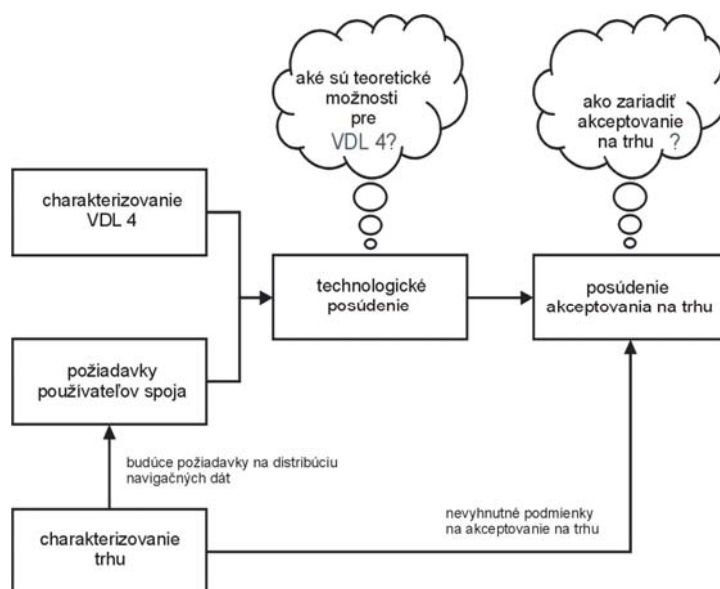 aké sú teoretické
možnosti
pre
VDL 4?
ako zariadiť
akceptovanie
na trhu ?
charakterizovanie
VDL 4
technologické
posúdenie
posúdenie
akceptovania na trhu
požiadavky
používateľov spoja
budúce požiadavky na distribúciu
navigačných dát
nevyhnutné podmienky
na akceptovanie na trhu
charakterizovanie
trhu